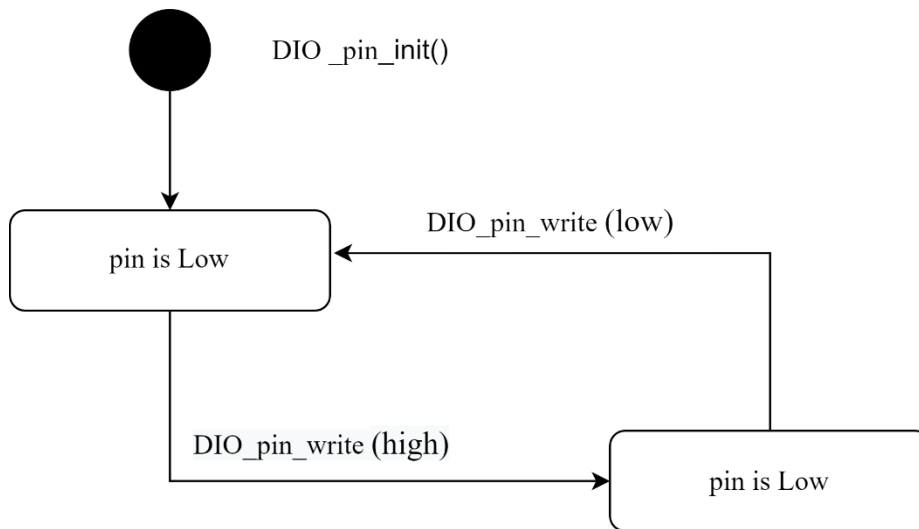 DIO _pin_init()
DIO_pin_write (low)
pin is Low
DIO_pin_write (high)
pin is Low